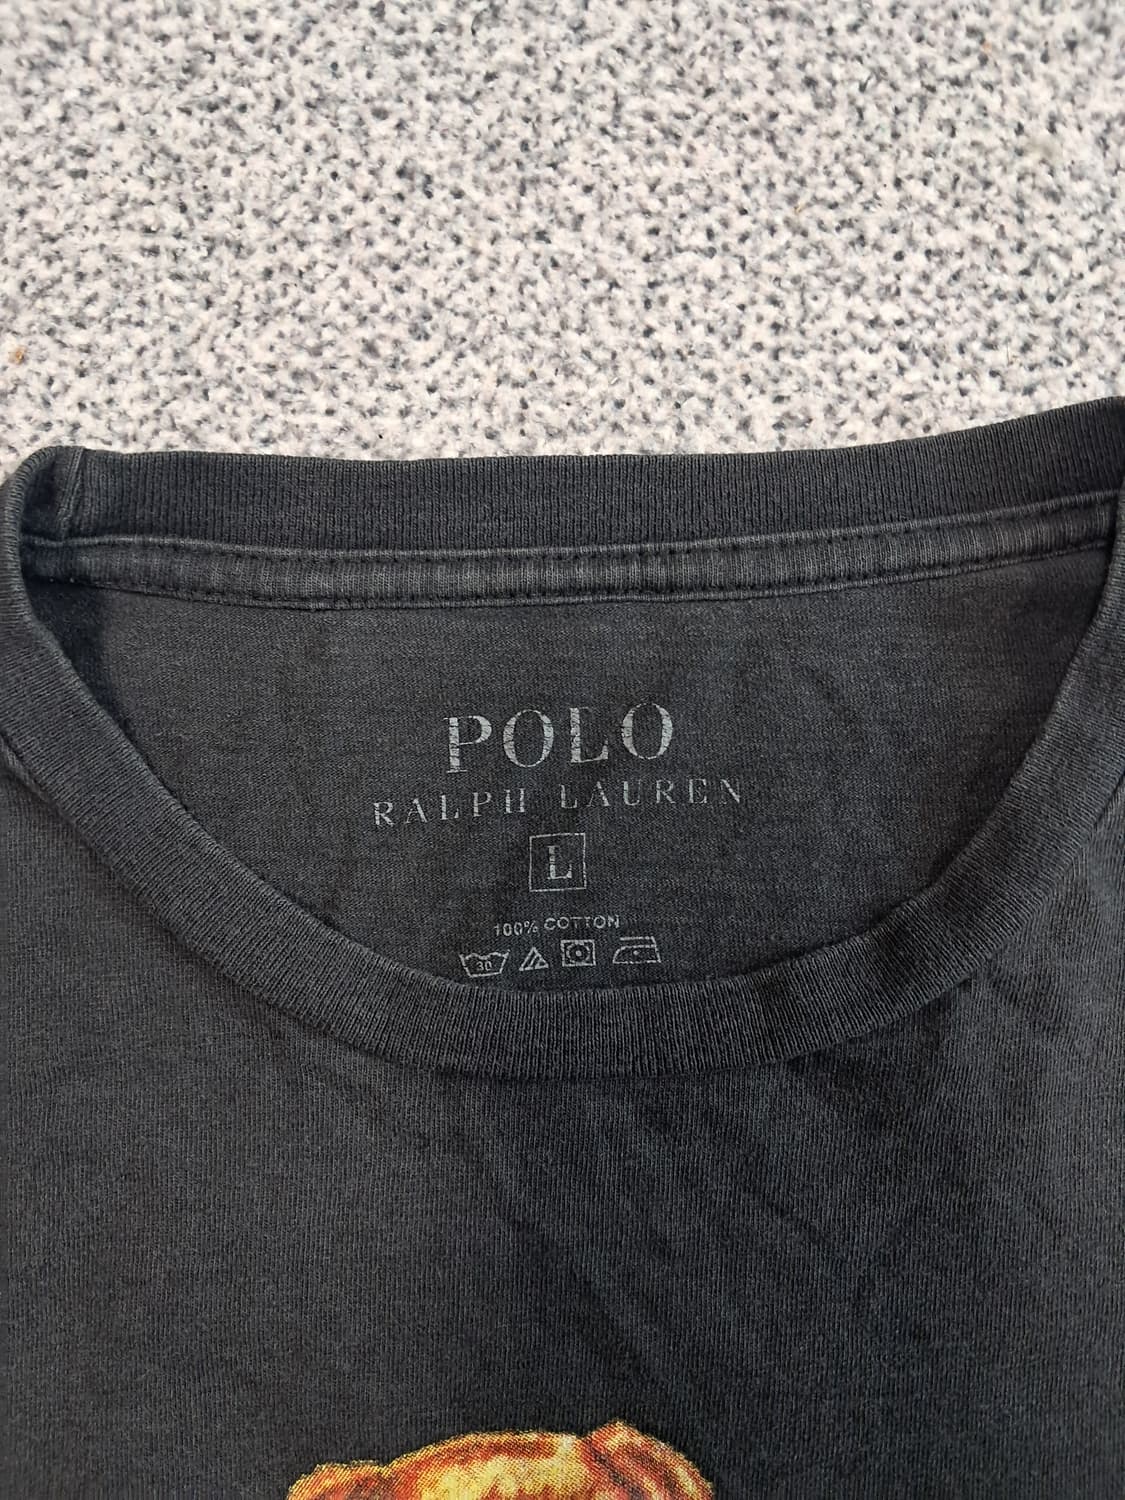 POLO
RALPH LAUREN
L
100% COTTON
30